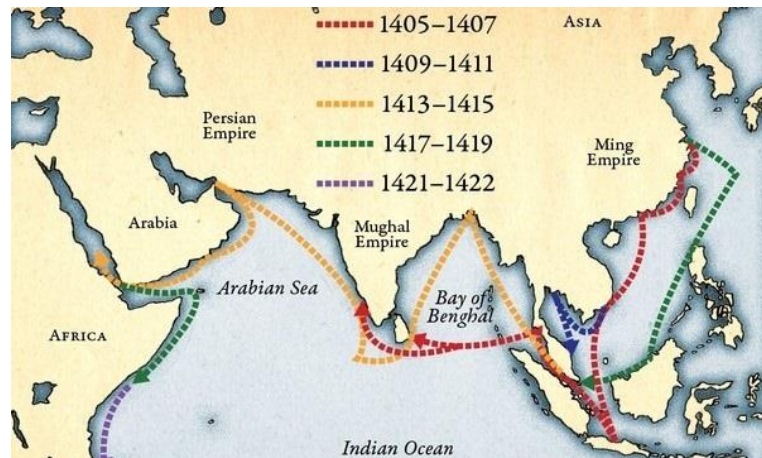 1405–1407
ASIA
1409–1411
1413–1415
Persian
Empire
1417–1419
Ming
Empire
1421–1422
Arabia
Mughal
Empire
Arabian Sea
Bay of
Benghal
AFRICA
Indian Ocean